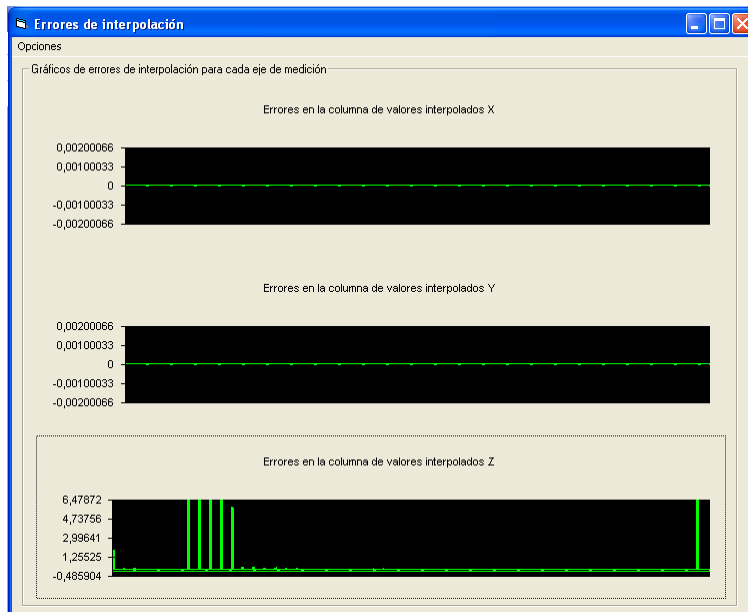 Errores de interpolación
Opciones
Gráficos de errores de interpolación para cada eje de medición
Errores en la columna de valores interpolados X
0,00200066
0,00100033
0
-0,00100033
-0,00200066
Errores en la columna de valores interpolados Y
0,00200066
0,00100033
0
-0,00100033
-0,00200066
Errores en la columna de valores interpolados Z
6,47872
4,73756
2,99641
1,25525
-0,485904